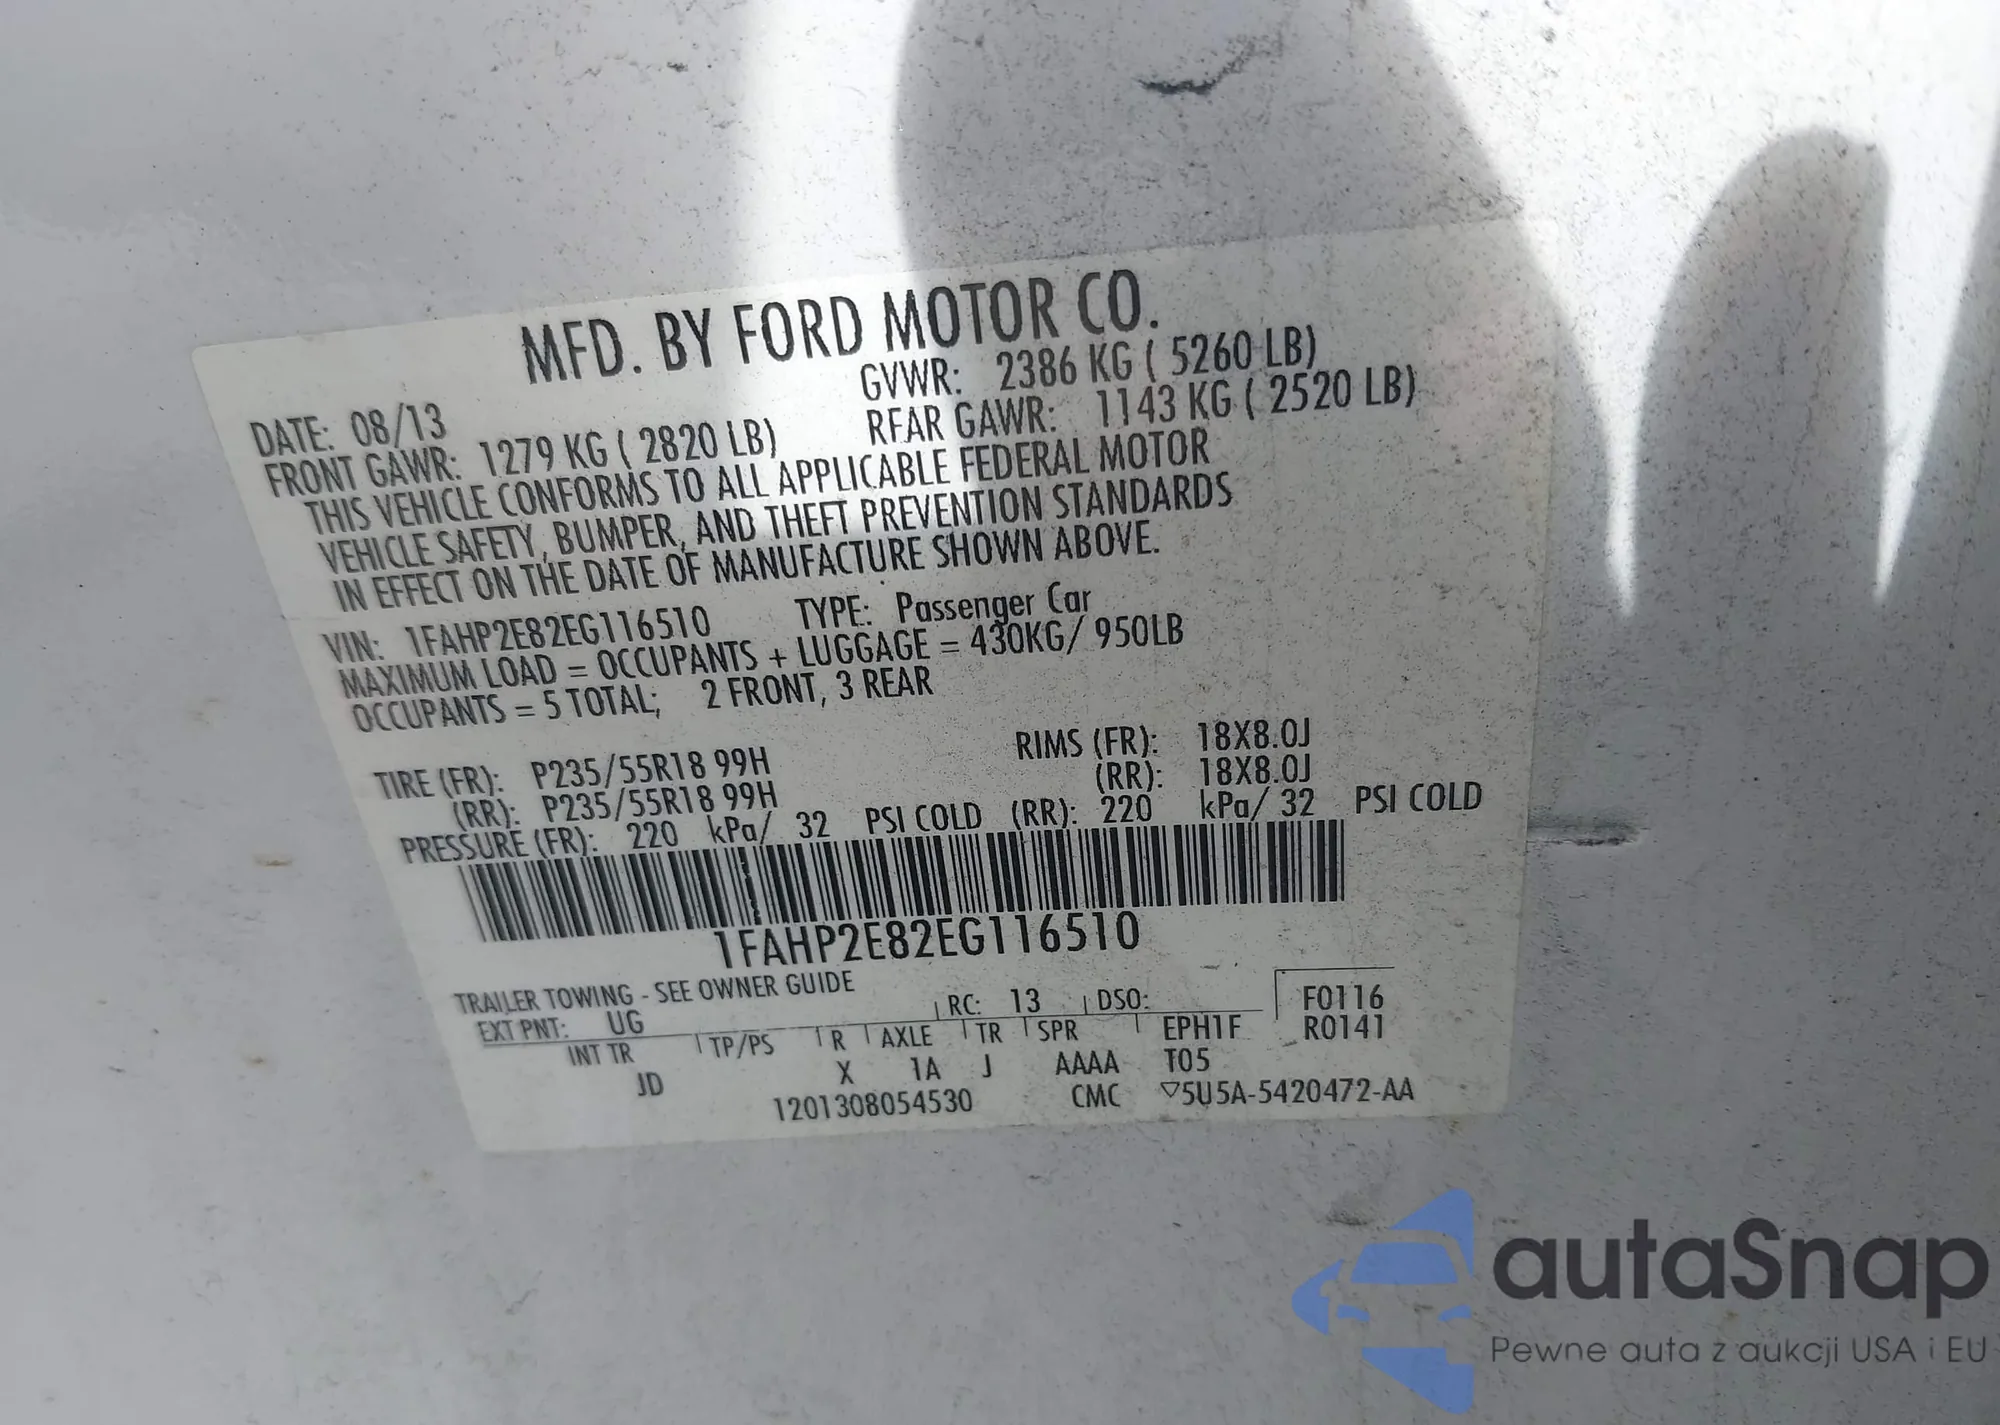 MFD. BY FORD MOTOR CO.
DATE: 08/13 GVWR: 2386 KG ( 5260 LB)
FRONT GAWR: 1279 KG ( 2820 LB) REAR GAWR: 1143 KG ( 2520 LB)
THIS VEHICLE CONFORMS TO ALL APPLICABLE FEDERAL MOTOR
VEHICLE SAFETY, BUMPER, AND THEFT PREVENTION STANDARDS
IN EFFECT ON THE DATE OF MANUFACTURE SHOWN ABOVE.
VIN: 1FAHP2E82EG116510 TYPE: Passenger Car
MAXIMUM LOAD = OCCUPANTS + LUGGAGE = 430KG/ 950LB
OCCUPANTS = 5 TOTAL; 2 FRONT, 3 REAR
TIRE (FR): P235/55R18 99H RIMS (FR): 18X8.0J
(RR): P235/55R18 99H (RR): 18X8.0J
PRESSURE (FR): 220 kPa/ 32 PSI COLD (RR): 220 kPa/ 32 PSI COLD
1FAHP2E82EG116510
TRAILER TOWING - SEE OWNER GUIDE
EXT PNT: UG RC: 13 DSO: F0116
INT TR TP/PS R AXLE TR SPR EPH1F R0141
JD X 1A J AAAA T05
1201308054530 CMC ▽5U5A-5420472-AA
autaSnap
Pewne auta z aukcji USA i EU